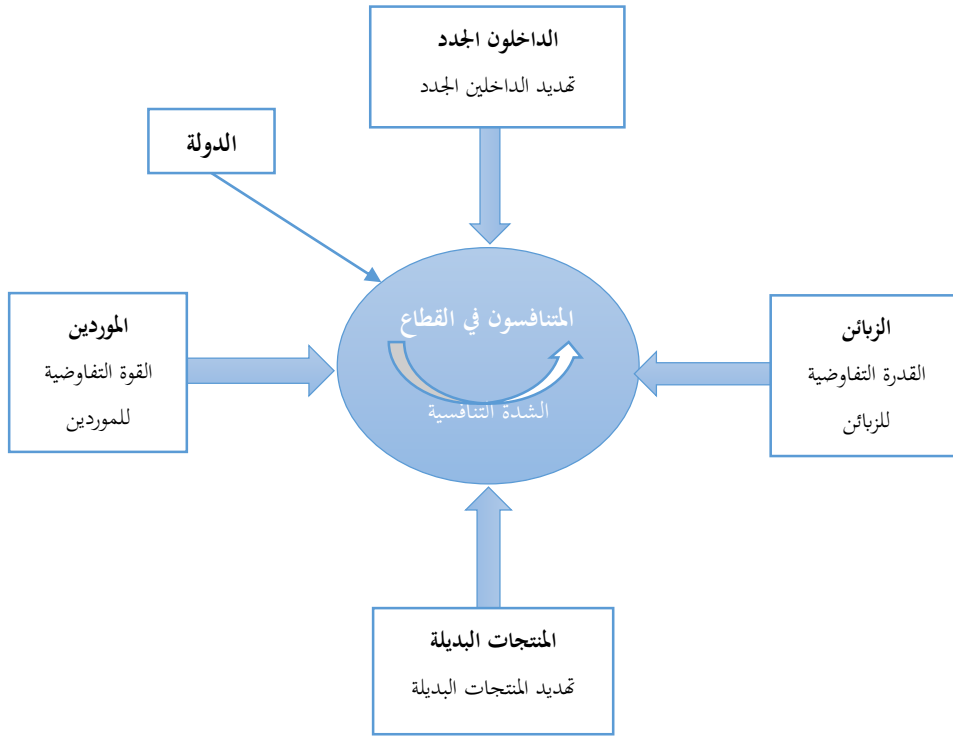 الداخلون الجدد
تهديد الداخلين الجدد
الدولة
المتنافسون في القطاع
الشدة التنافسية
الزبائن
القدرة التفاوضية
للزبائن
الموردين
القوة التفاوضية
للموردين
المنتجات البديلة
تهديد المنتجات البديلة